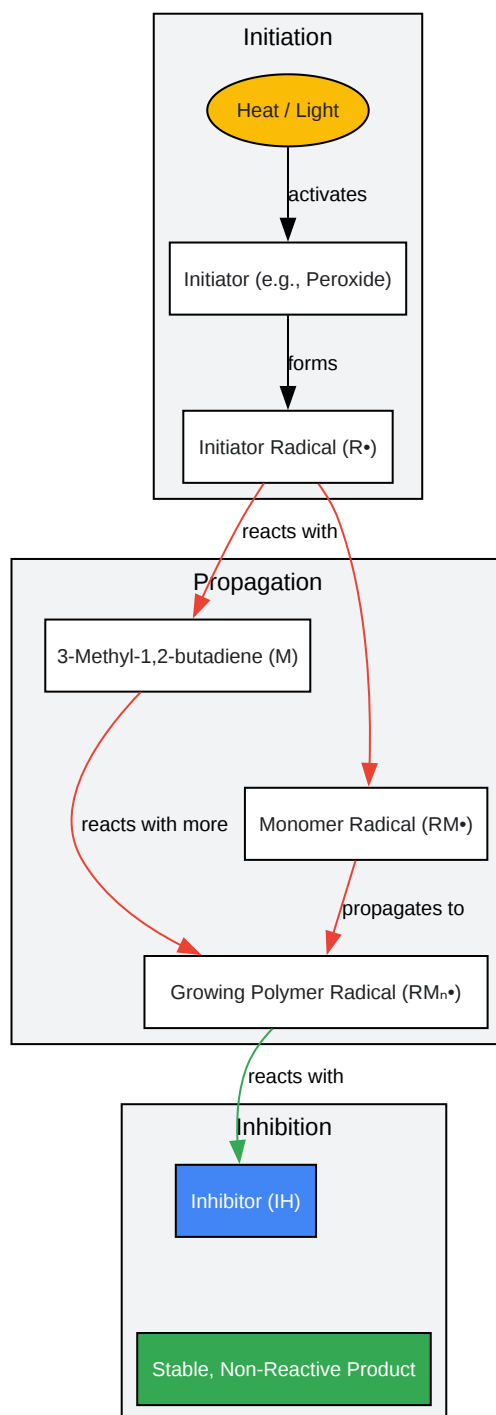 Initiation
Heat / Light
activates
Initiator (e.g., Peroxide)
forms
Initiator Radical (R•)
reacts with
Propagation
3-Methyl-1,2-butadiene (M)
reacts with more
Monomer Radical (RM•)
propagates to
Growing Polymer Radical (RMₙ•)
reacts with
Inhibition
Inhibitor (IH)
Stable, Non-Reactive Product